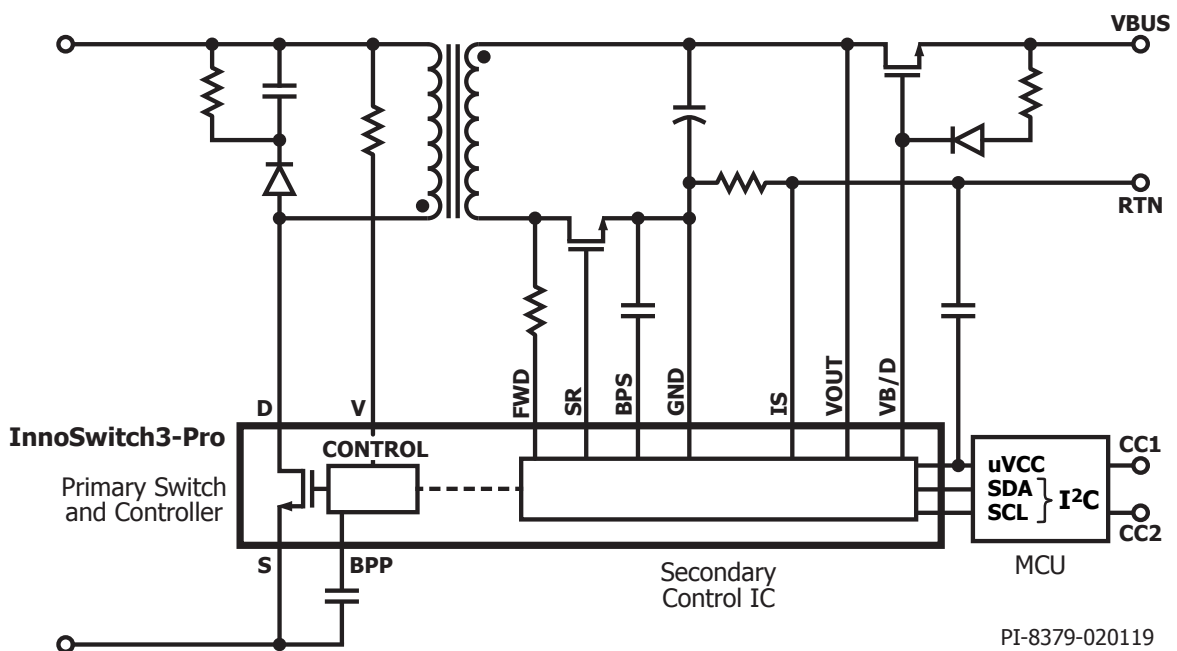 VBUS
RTN
FWD
SR
BPS
GND
IS
VOUT
VB/D
D
V
InnoSwitch3-Pro
CONTROL
Primary Switch
and Controller
uVCC
SDA
SCL
I²C
CC1
CC2
MCU
S
BPP
Secondary
Control IC
PI-8379-020119